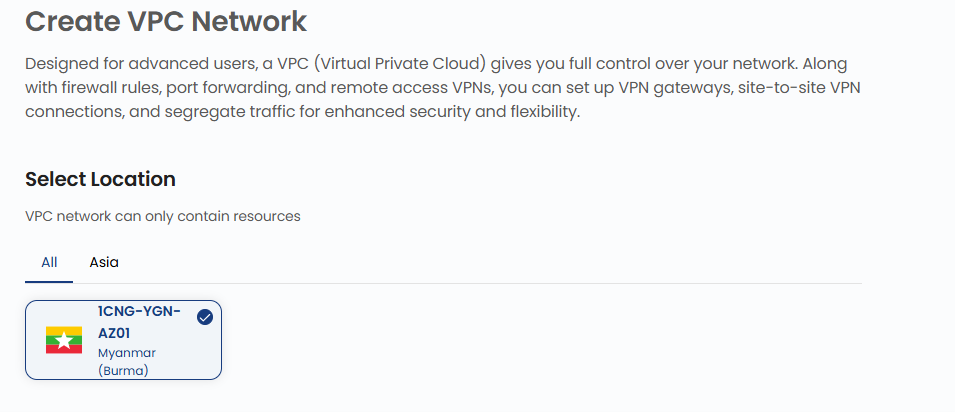 Create VPC Network
Designed for advanced users, a VPC (Virtual Private Cloud) gives you full control over your network. Along
with firewall rules, port forwarding, and remote access VPNs, you can set up VPN gateways, site-to-site VPN
connections, and segregate traffic for enhanced security and flexibility.
Select Location
VPC network can only contain resources
All Asia
1CNG-YGN-
AZ01
Myanmar
(Burma)